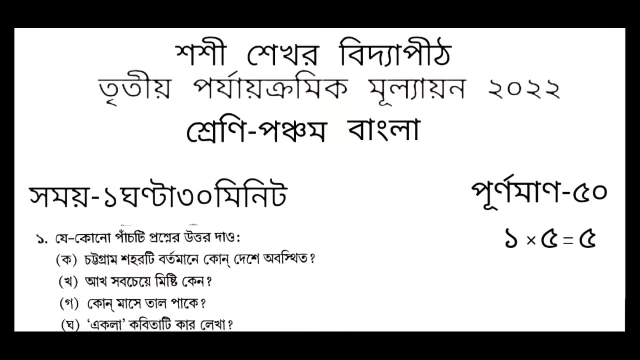 শশী শেখর বিদ্যাপীঠ
তৃতীয় পর্যায়ক্রমিক মূল্যায়ন ২০২২
শ্রেণি-পঞ্চম বাংলা
সময়-১ঘণ্টা৩০মিনিট পূর্ণমাণ-৫০
১. যে-কোনো পাঁচটি প্রশ্নের উত্তর দাও: ১×৫=৫
(ক) চট্টগ্রাম শহরটি বর্তমানে কোন্ দেশে অবস্থিত?
(খ) আখ সবচেয়ে মিষ্টি কেন?
(গ) কোন্ মাসে তাল পাকে?
(ঘ) ‘একলা’ কবিতাটি কার লেখা?